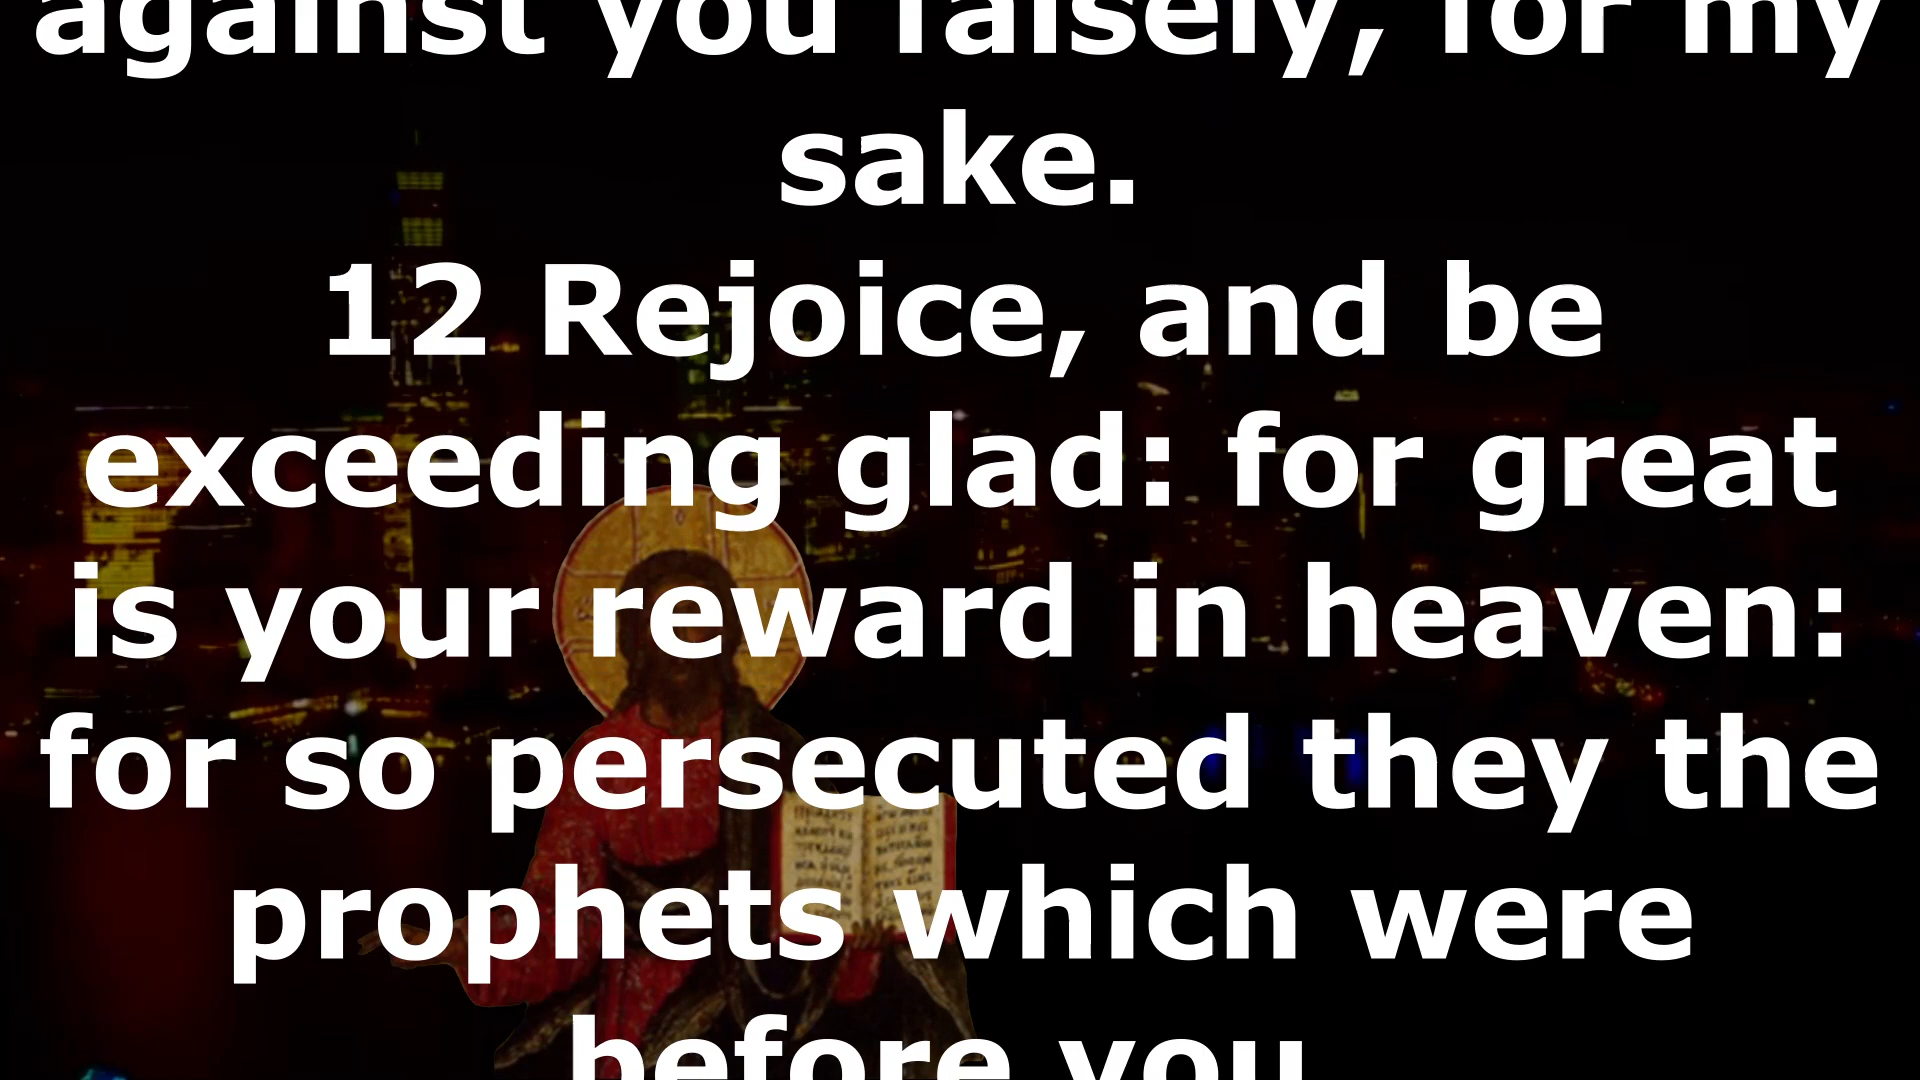 against you falsely, for my
sake.
12 Rejoice, and be
exceeding glad: for great
is your reward in heaven:
for so persecuted they the
prophets which were
before you